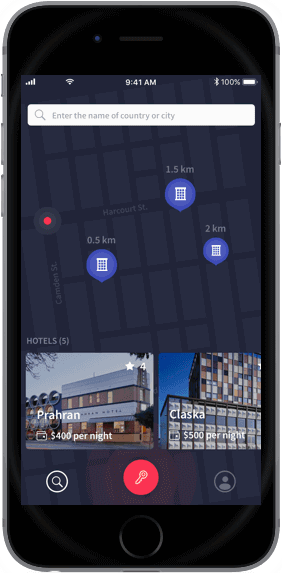 9:41 AM 100%
Enter the name of country or city
1.5 km
Harcourt St.
2 km
0.5 km
Camden St.
HOTELS (5)
4
Prahran
$400 per night
Claska
$500 per night